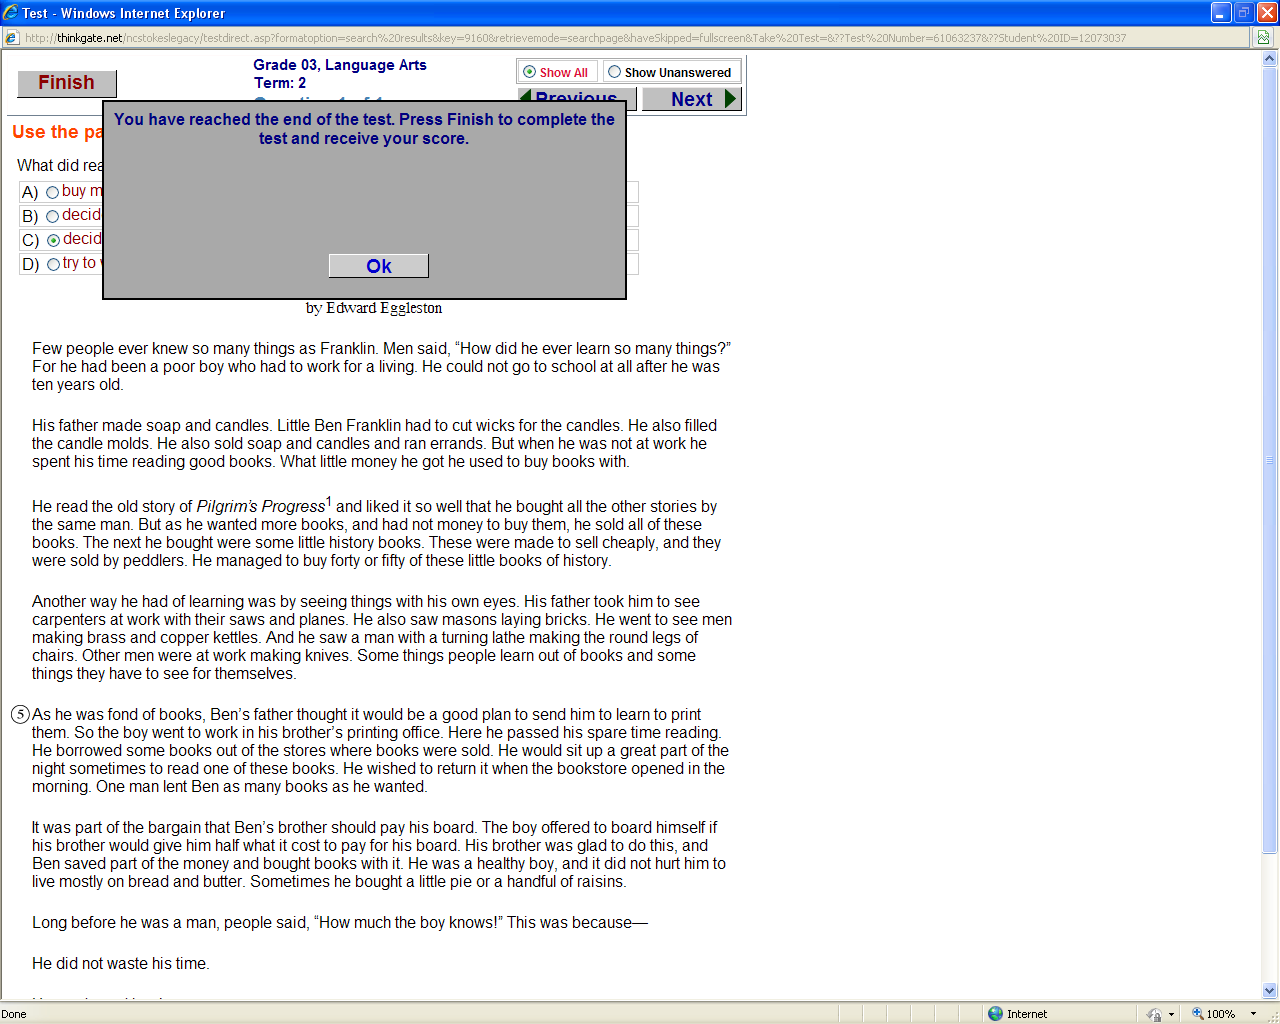 Test - Windows Internet Explorer
http://thinkgate.net/ncstokeslegacy/testdirect.asp?formatoption=search%20results&key=9160&retrievemode=searchpage&haveSkipped=fullscreen&Take%20Test=&??Test%20Number=61063237&??Student%20ID=12073037
Finish
Grade 03, Language Arts
Term: 2
Show All
Show Unanswered
Previous
Next
You have reached the end of the test. Press Finish to complete the
test and receive your score.
Ok
Use the pa
What did rea
A) buy m
B) decid
C) decid
D) try to
by Edward Eggleston
Few people ever knew so many things as Franklin. Men said, “How did he ever learn so many things?”
For he had been a poor boy who had to work for a living. He could not go to school at all after he was
ten years old.
His father made soap and candles. Little Ben Franklin had to cut wicks for the candles. He also filled
the candle molds. He also sold soap and candles and ran errands. But when he was not at work he
spent his time reading good books. What little money he got he used to buy books with.
He read the old story of Pilgrim’s Progress1 and liked it so well that he bought all the other stories by
the same man. But as he wanted more books, and had not money to buy them, he sold all of these
books. The next he bought were some little history books. These were made to sell cheaply, and they
were sold by peddlers. He managed to buy forty or fifty of these little books of history.
Another way he had of learning was by seeing things with his own eyes. His father took him to see
carpenters at work with their saws and planes. He also saw masons laying bricks. He went to see men
making brass and copper kettles. And he saw a man with a turning lathe making the round legs of
chairs. Other men were at work making knives. Some things people learn out of books and some
things they have to see for themselves.
5 As he was fond of books, Ben’s father thought it would be a good plan to send him to learn to print
them. So the boy went to work in his brother’s printing office. Here he passed his spare time reading.
He borrowed some books out of the stores where books were sold. He would sit up a great part of the
night sometimes to read one of these books. He wished to return it when the bookstore opened in the
morning. One man lent Ben as many books as he wanted.
It was part of the bargain that Ben’s brother should pay his board. The boy offered to board himself if
his brother would give him half what it cost to pay for his board. His brother was glad to do this, and
Ben saved part of the money and bought books with it. He was a healthy boy, and it did not hurt him to
live mostly on bread and butter. Sometimes he bought a little pie or a handful of raisins.
Long before he was a man, people said, “How much the boy knows!” This was because—
He did not waste his time.
Done
Internet
100%